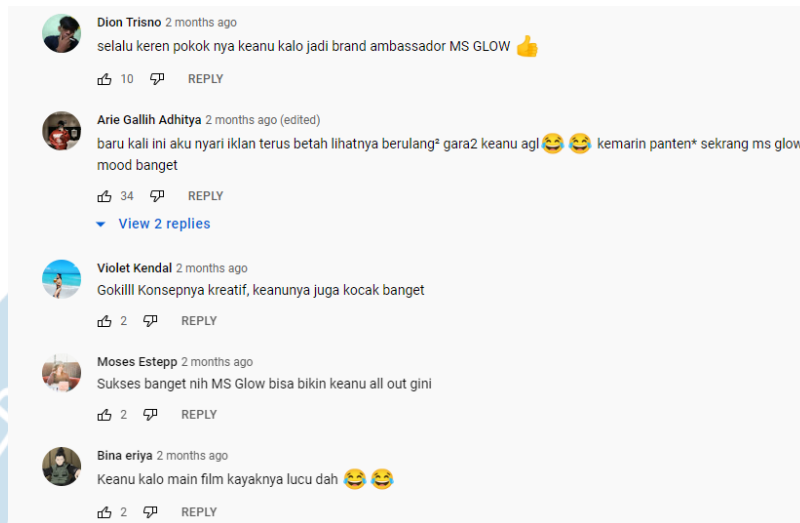 Dion Trisno 2 months ago
selalu keren pokok nya keanu kalo jadi brand ambassador MS GLOW 👍
10 REPLY
Arie Gallih Adhitya 2 months ago (edited)
baru kali ini aku nyari iklan terus betah lihatnya berulang² gara2 keanu agl😂 😂 kemarin panten* sekrang ms glow
mood banget
34 REPLY
View 2 replies
Violet Kendal 2 months ago
Gokilll Konsepnya kreatif, keanunya juga kocak banget
2 REPLY
Moses Estepp 2 months ago
Sukses banget nih MS Glow bisa bikin keanu all out gini
2 REPLY
Bina eriya 2 months ago
Keanu kalo main film kayaknya lucu dah 😂 😂
2 REPLY